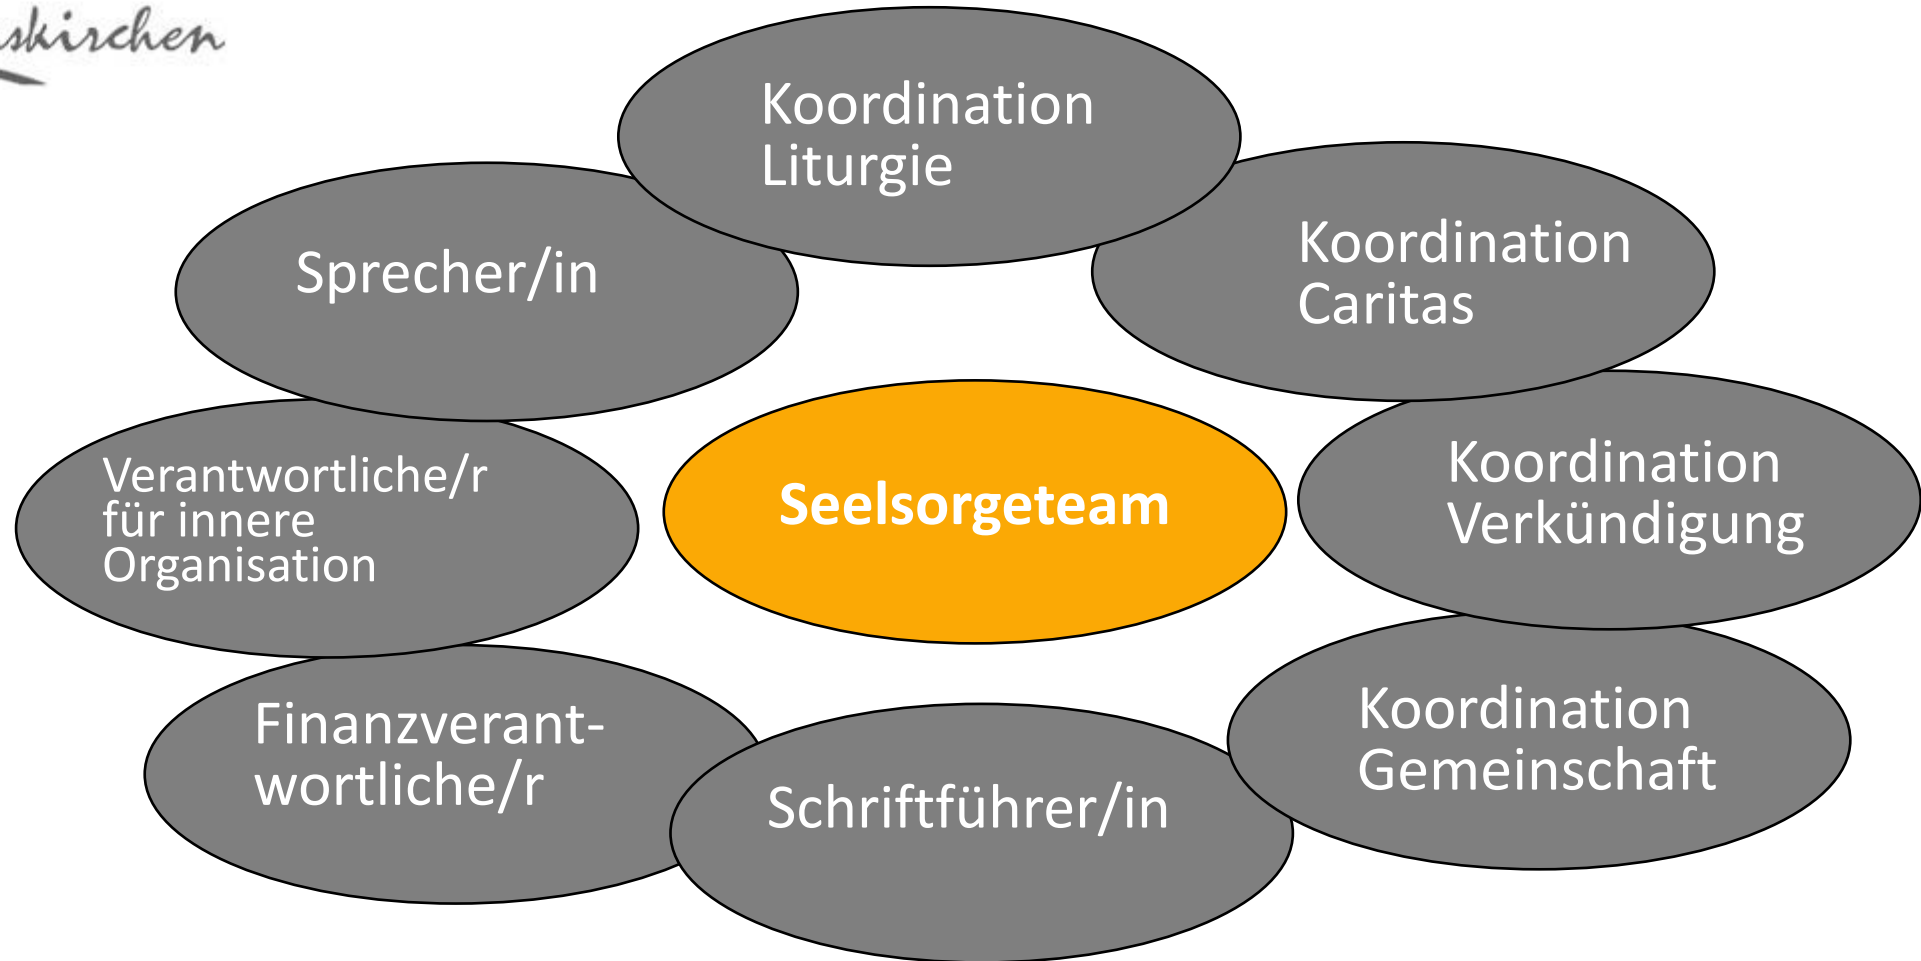 Koordination
Liturgie
Sprecher/in
Koordination
Caritas
Verantwortliche/r
für innere
Organisation
Seelsorgeteam
Koordination
Verkündigung
Finanzverant-
wortliche/r
Schriftführer/in
Koordination
Gemeinschaft